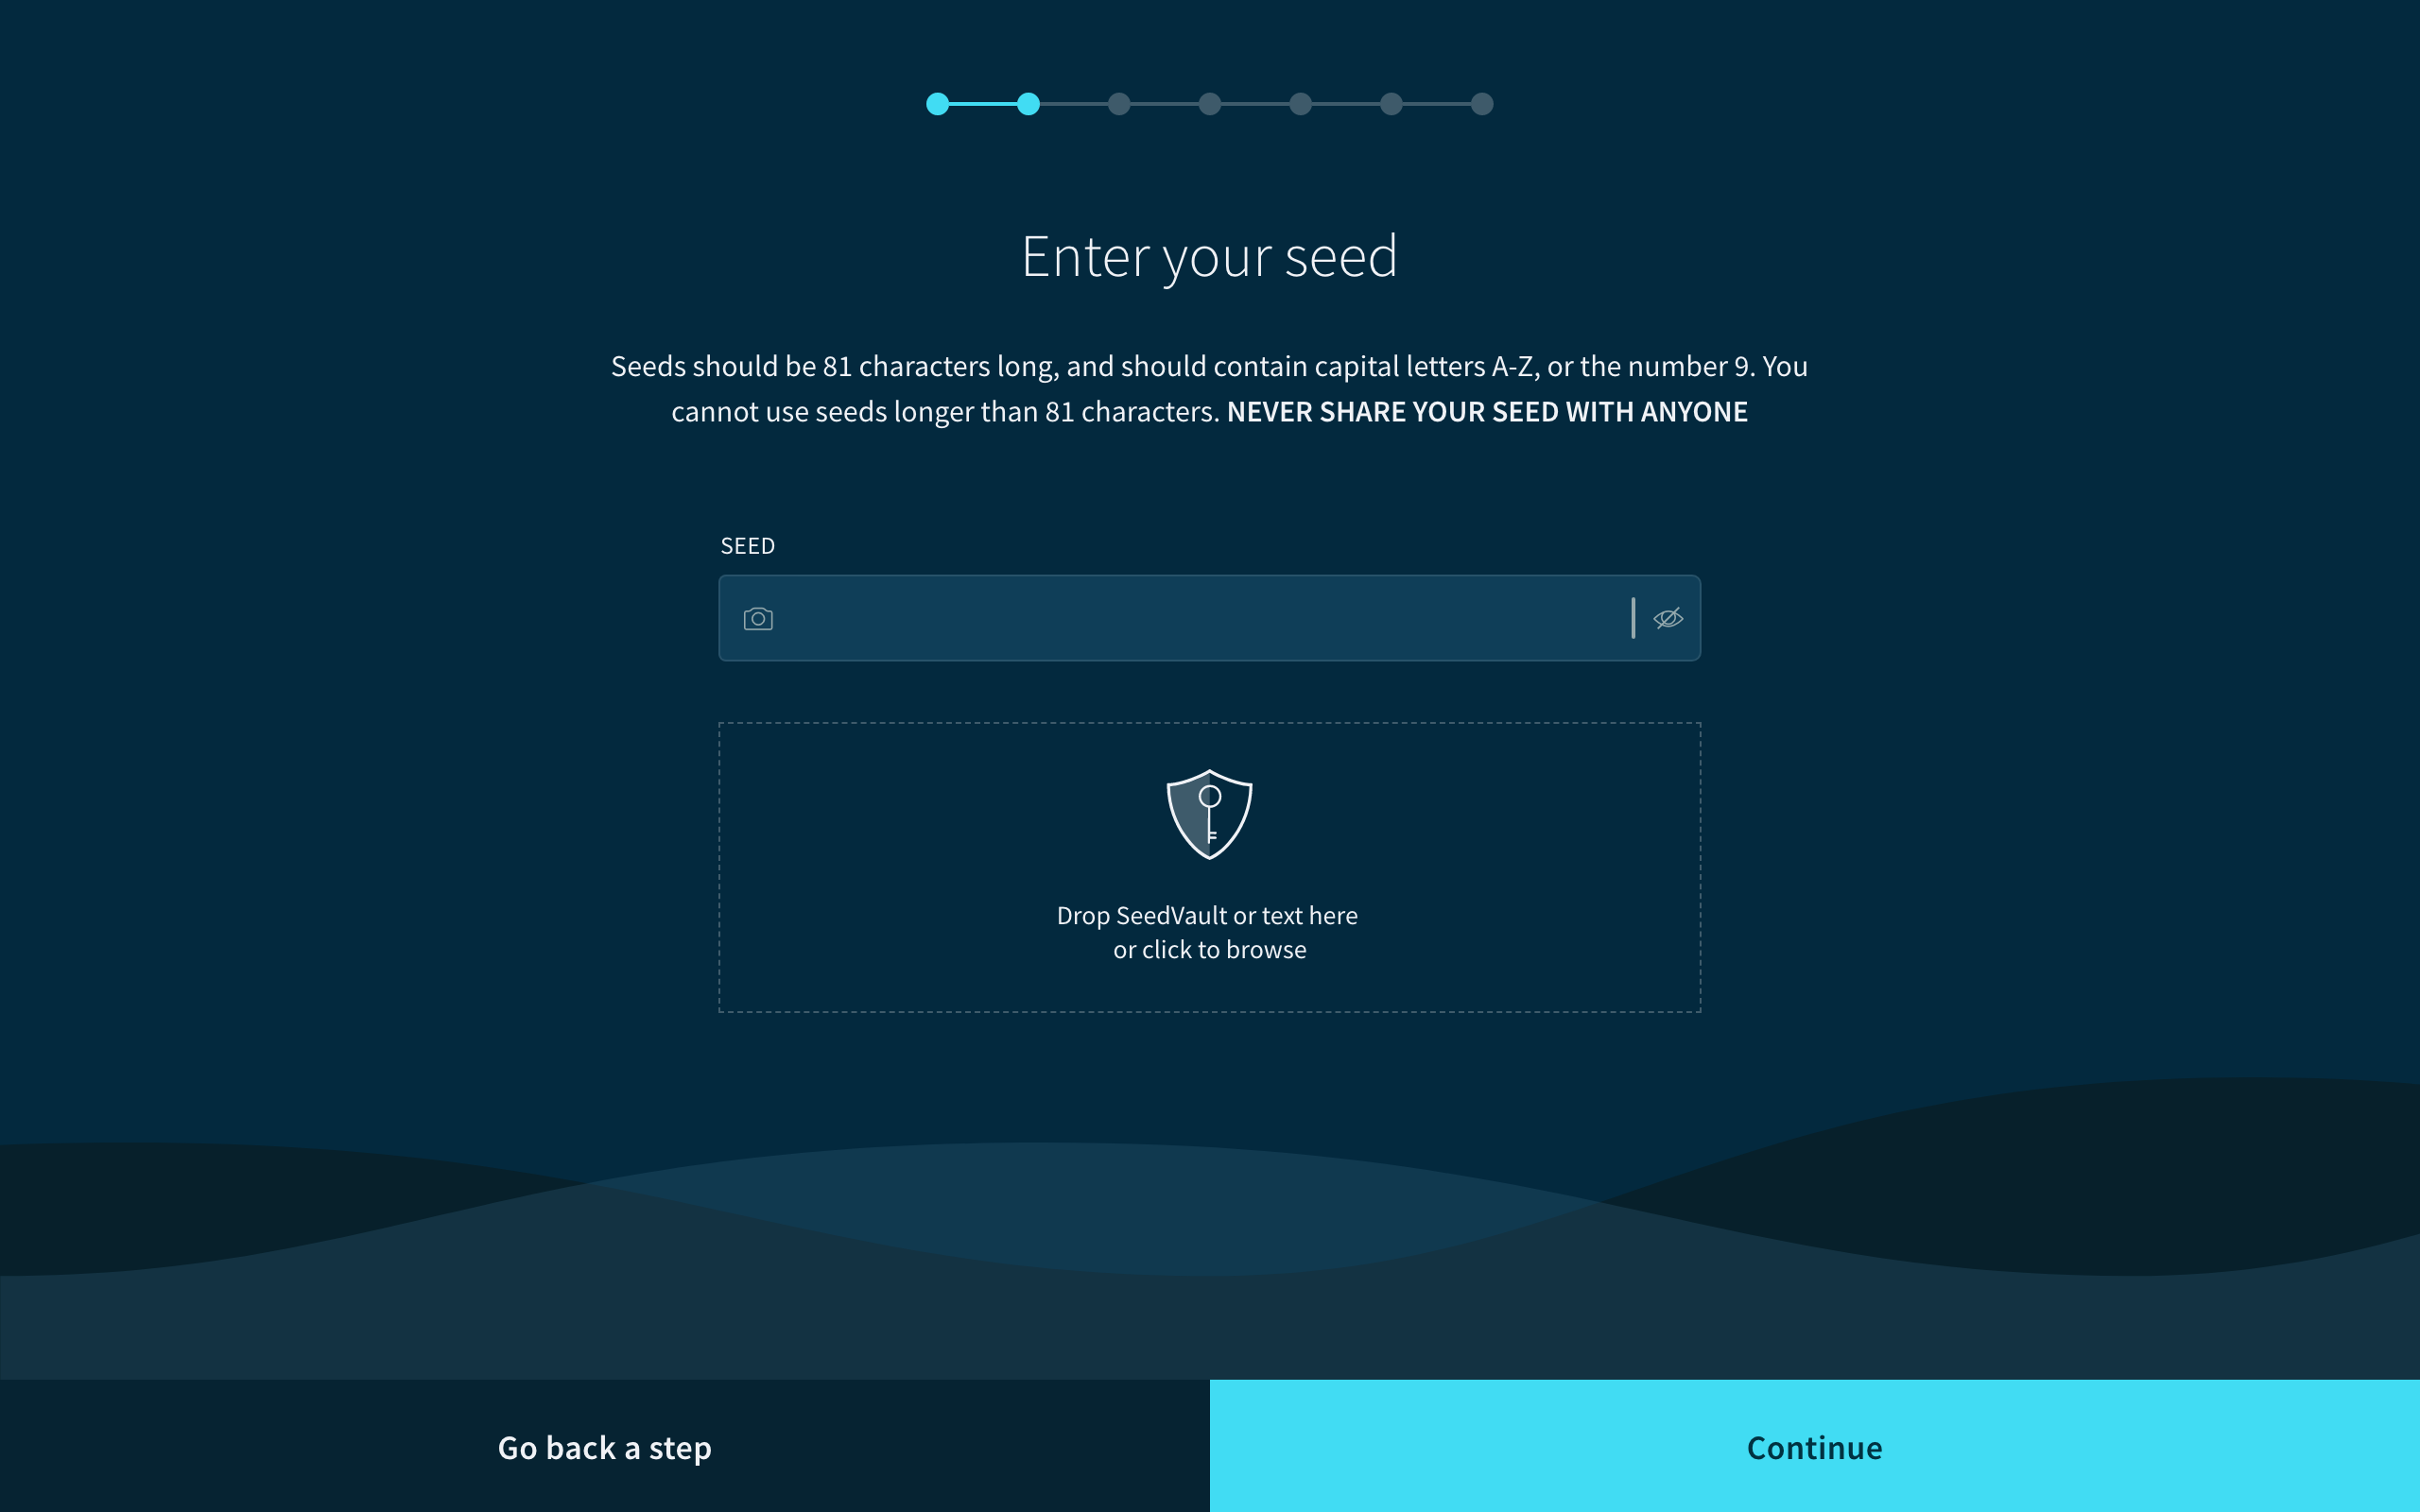 Enter your seed
Seeds should be 81 characters long, and should contain capital letters A-Z, or the number 9. You
cannot use seeds longer than 81 characters. NEVER SHARE YOUR SEED WITH ANYONE
SEED
Drop SeedVault or text here
or click to browse
Go back a step
Continue